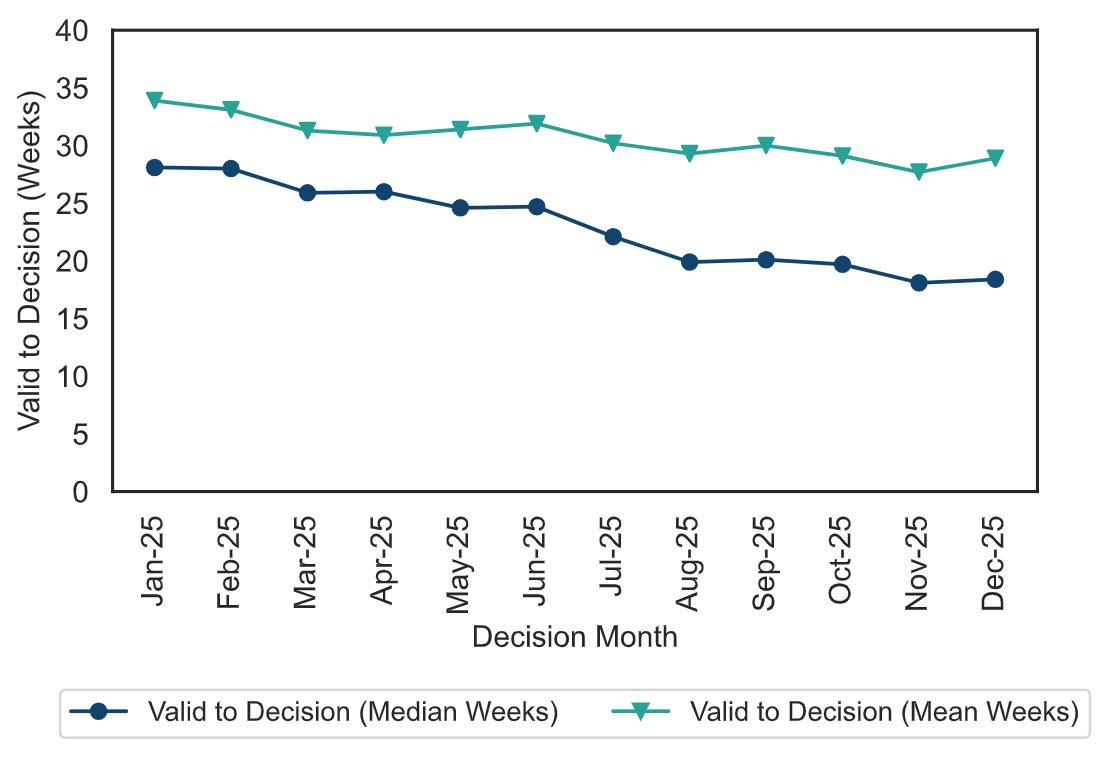 40
35
30
25
20
15
10
5
0
Valid to Decision (Weeks)
Jan-25
Feb-25
Mar-25
Apr-25
May-25
Jun-25
Jul-25
Aug-25
Sep-25
Oct-25
Nov-25
Dec-25
Decision Month
Valid to Decision (Median Weeks)
Valid to Decision (Mean Weeks)